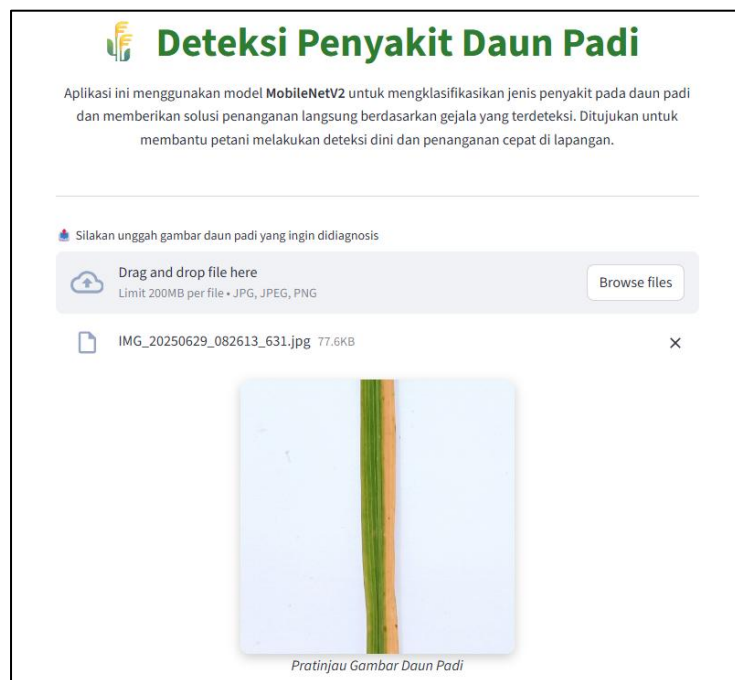 Deteksi Penyakit Daun Padi
Aplikasi ini menggunakan model MobileNetV2 untuk mengklasifikasikan jenis penyakit pada daun padi
dan memberikan solusi penanganan langsung berdasarkan gejala yang terdeteksi. Ditujukan untuk
membantu petani melakukan deteksi dini dan penanganan cepat di lapangan.
Silakan unggah gambar daun padi yang ingin didiagnosis
Drag and drop file here
Limit 200MB per file • JPG, JPEG, PNG
Browse files
IMG_20250629_082613_631.jpg 77.6KB
Pratinjau Gambar Daun Padi